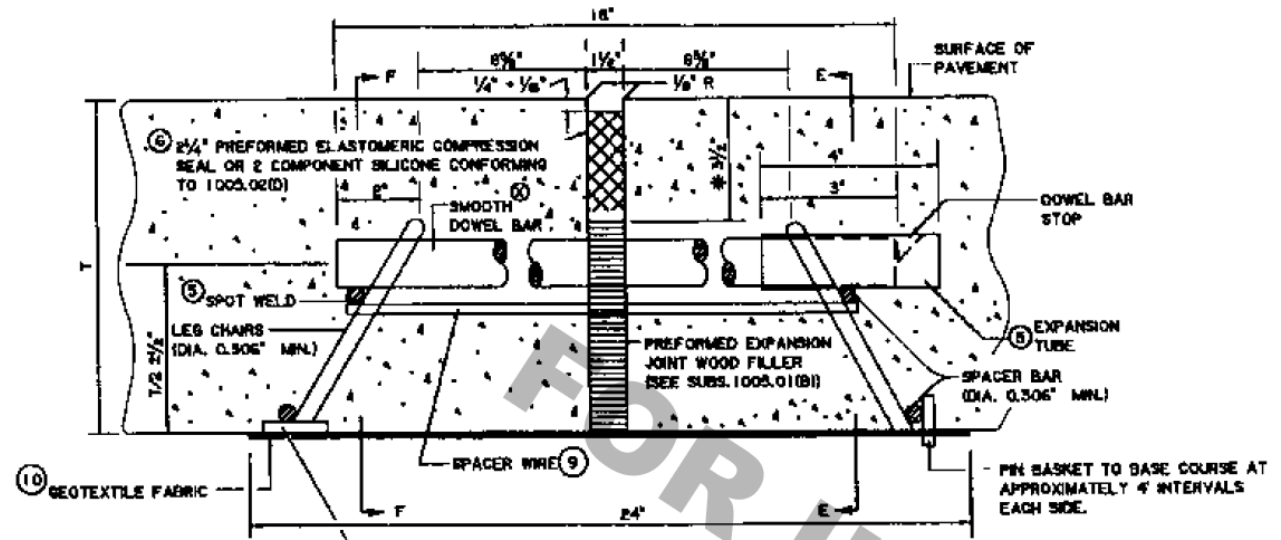 18"
8⅝" 1½" 8⅝"
F E
¼" + ⅛" ⅛" R
SURFACE OF
PAVEMENT
⑥ 2¼" PREFORMED ELASTOMERIC COMPRESSION
SEAL OR 2 COMPONENT SILICONE CONFORMING
TO 1005.02(D)
* 3½"
4"
2" 3"
SMOOTH Ⓧ
DOWEL BAR
DOWEL BAR
STOP
T
⑤ SPOT WELD
LEG CHAIRS
(DIA. 0.306" MIN.)
PREFORMED EXPANSION
JOINT WOOD FILLER
(SEE SUBS. 1005.01(B))
EXPANSION
TUBE
T/2 2½"
SPACER BAR
(DIA. 0.306" MIN.)
FOR
SPACER WIRE ⑨
⑩ GEOTEXTILE FABRIC
PIN BASKET TO BASE COURSE AT
APPROXIMATELY 4' INTERVALS
EACH SIDE.
F 24" E